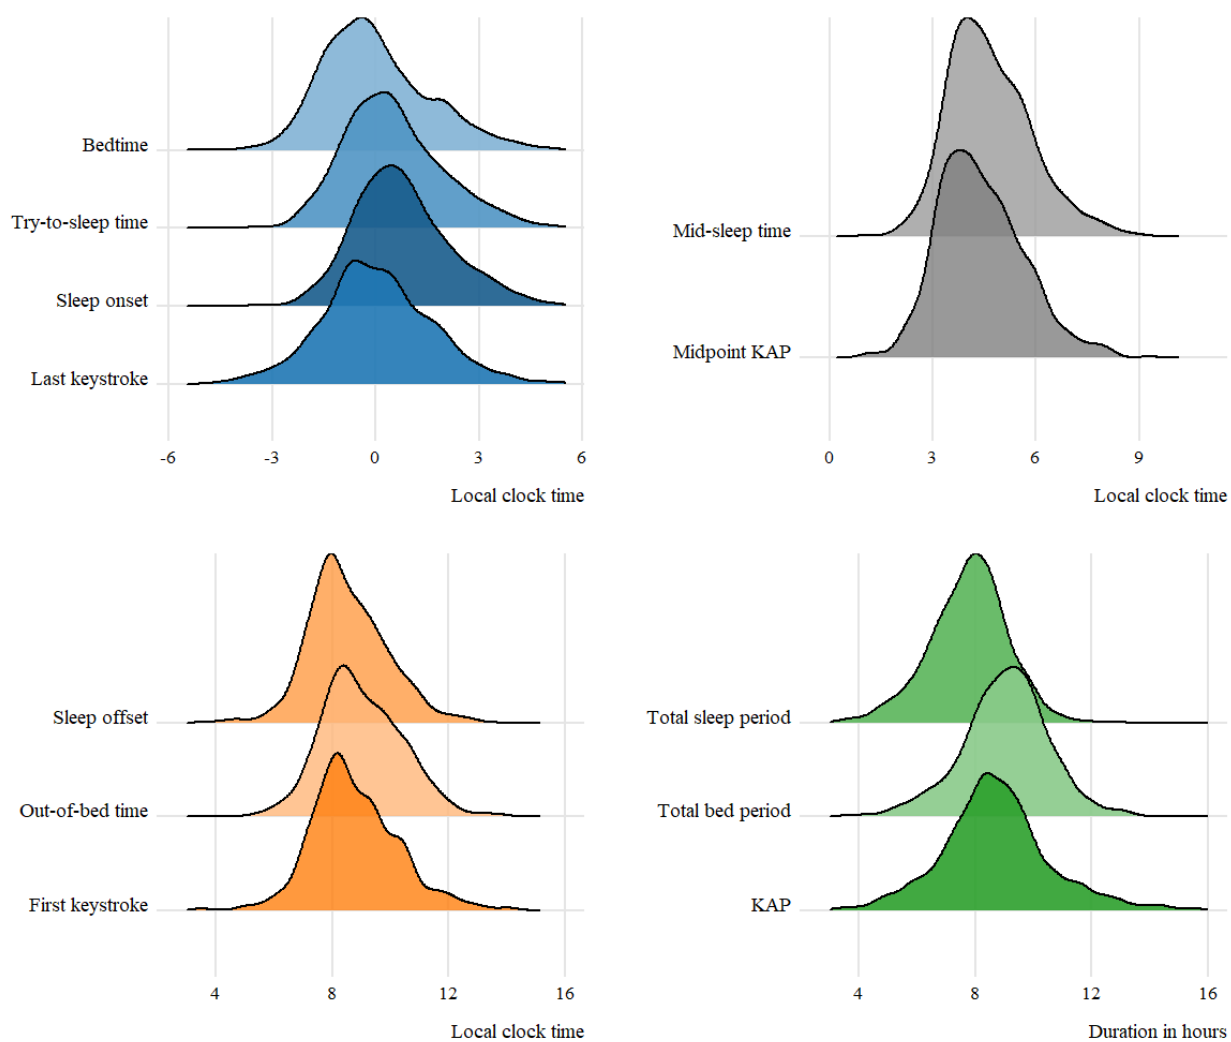 Bedtime
Try-to-sleep time
Sleep onset
Last keystroke
-6 -3 0 3 6
Local clock time
Mid-sleep time
Midpoint KAP
0 3 6 9
Local clock time
Sleep offset
Out-of-bed time
First keystroke
4 8 12 16
Local clock time
Total sleep period
Total bed period
KAP
4 8 12 16
Duration in hours